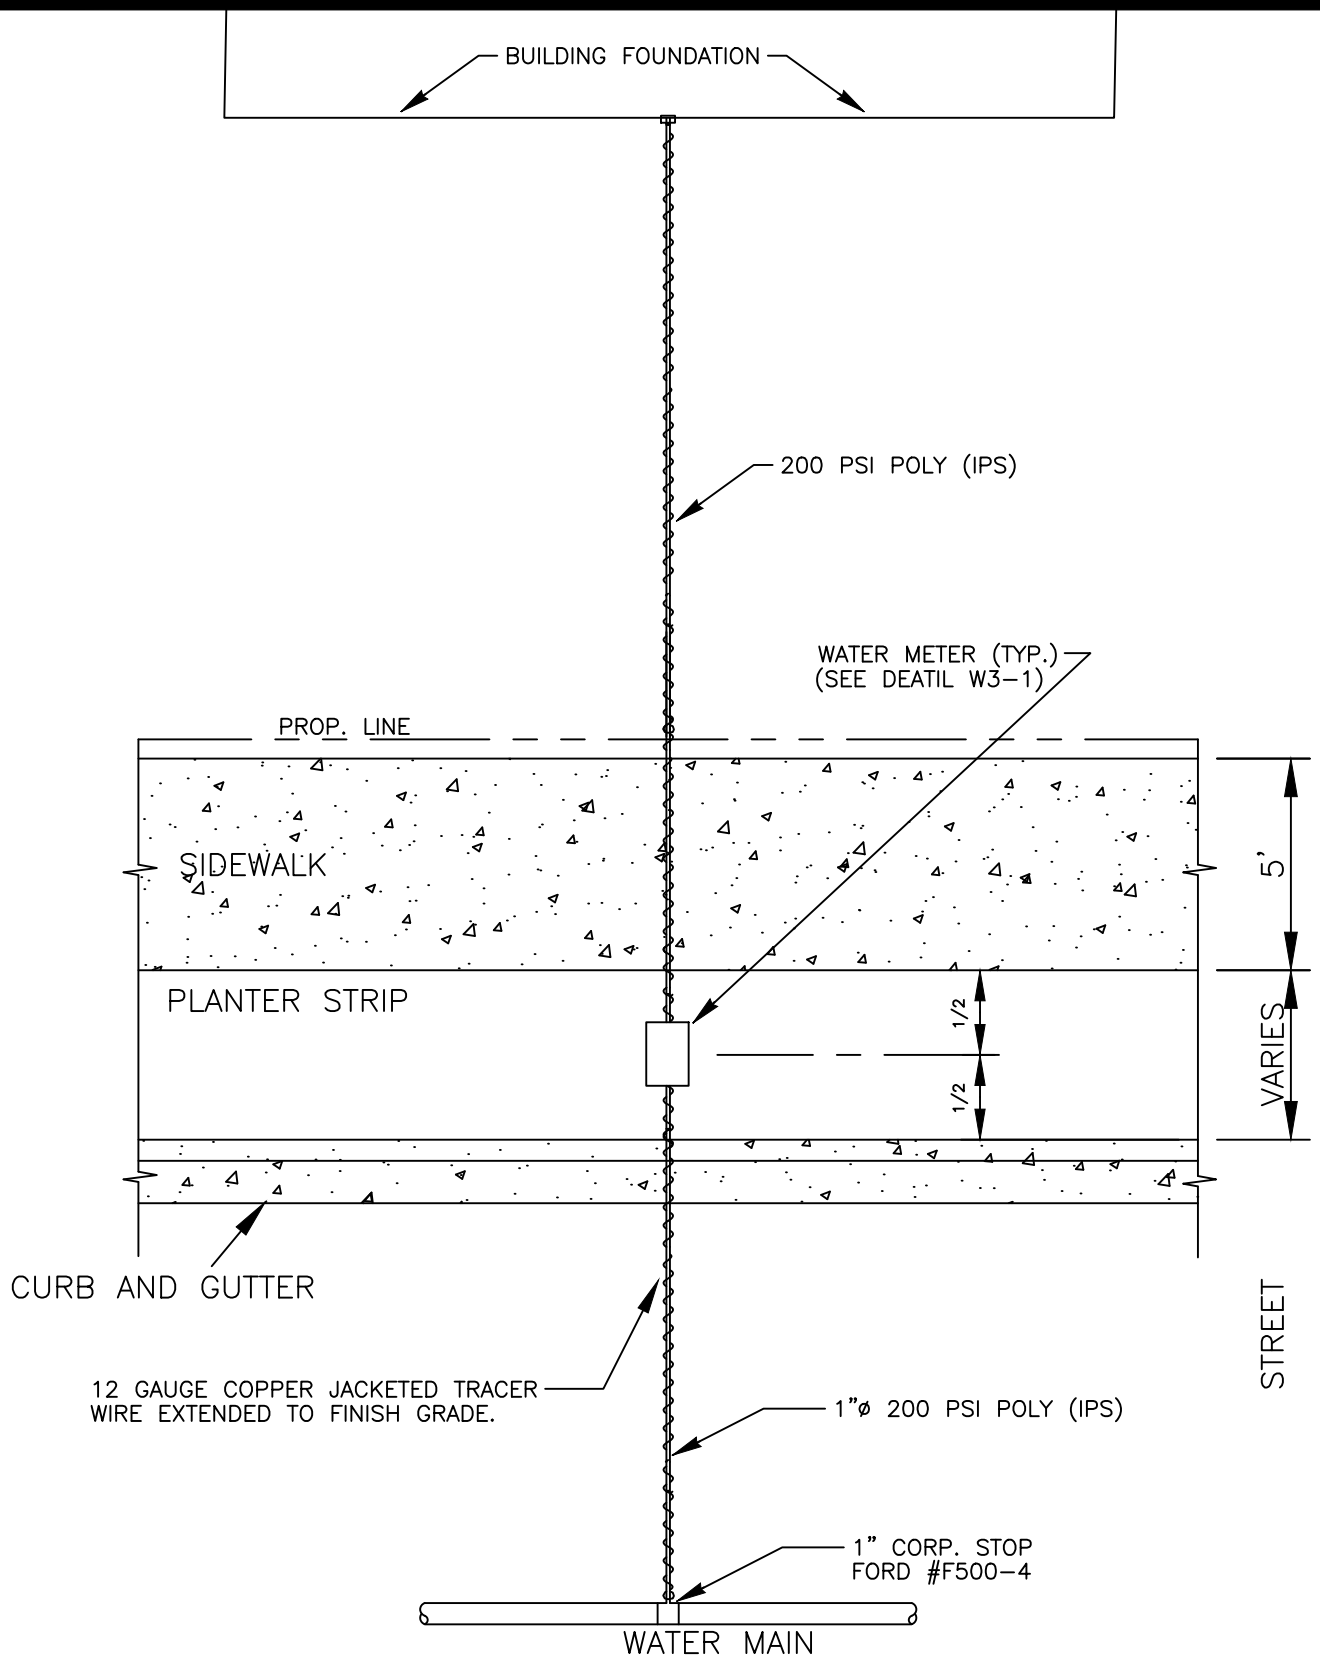 BUILDING FOUNDATION
200 PSI POLY (IPS)
WATER METER (TYP.)
(SEE DEATIL W3-1)
PROP. LINE
SIDEWALK
5'
PLANTER STRIP
1/2
1/2
VARIES
CURB AND GUTTER
STREET
12 GAUGE COPPER JACKETED TRACER
WIRE EXTENDED TO FINISH GRADE.
1"ø 200 PSI POLY (IPS)
1" CORP. STOP
FORD #F500-4
WATER MAIN